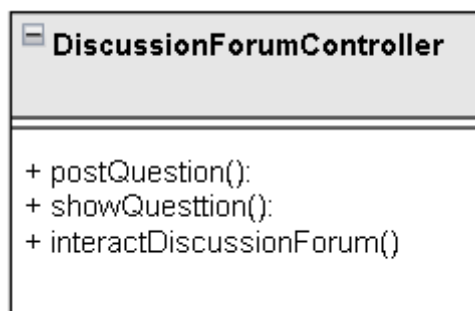 DiscussionForumController
+ postQuestion():
+ showQuesttion():
+ interactDiscussionForum()